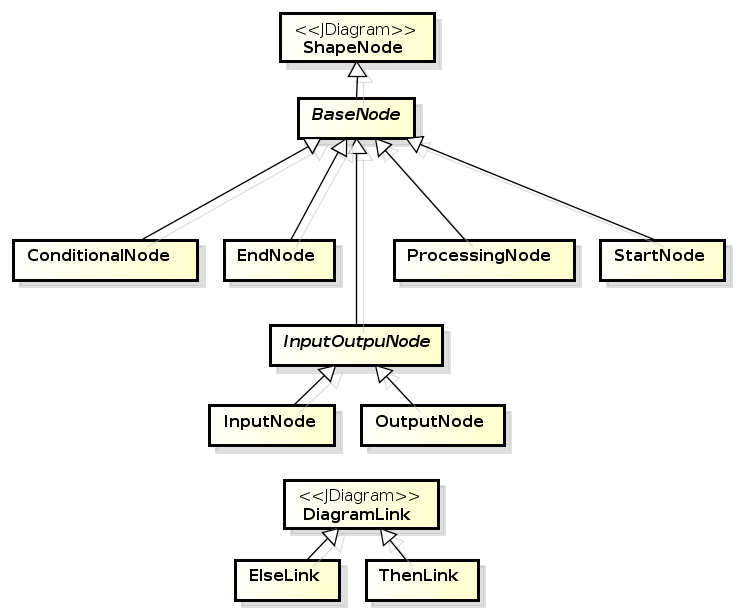 <<JDiagram>>
ShapeNode
BaseNode
ConditionalNode
EndNode
ProcessingNode
StartNode
InputOutpuNode
InputNode
OutputNode
<<JDiagram>>
DiagramLink
ElseLink
ThenLink